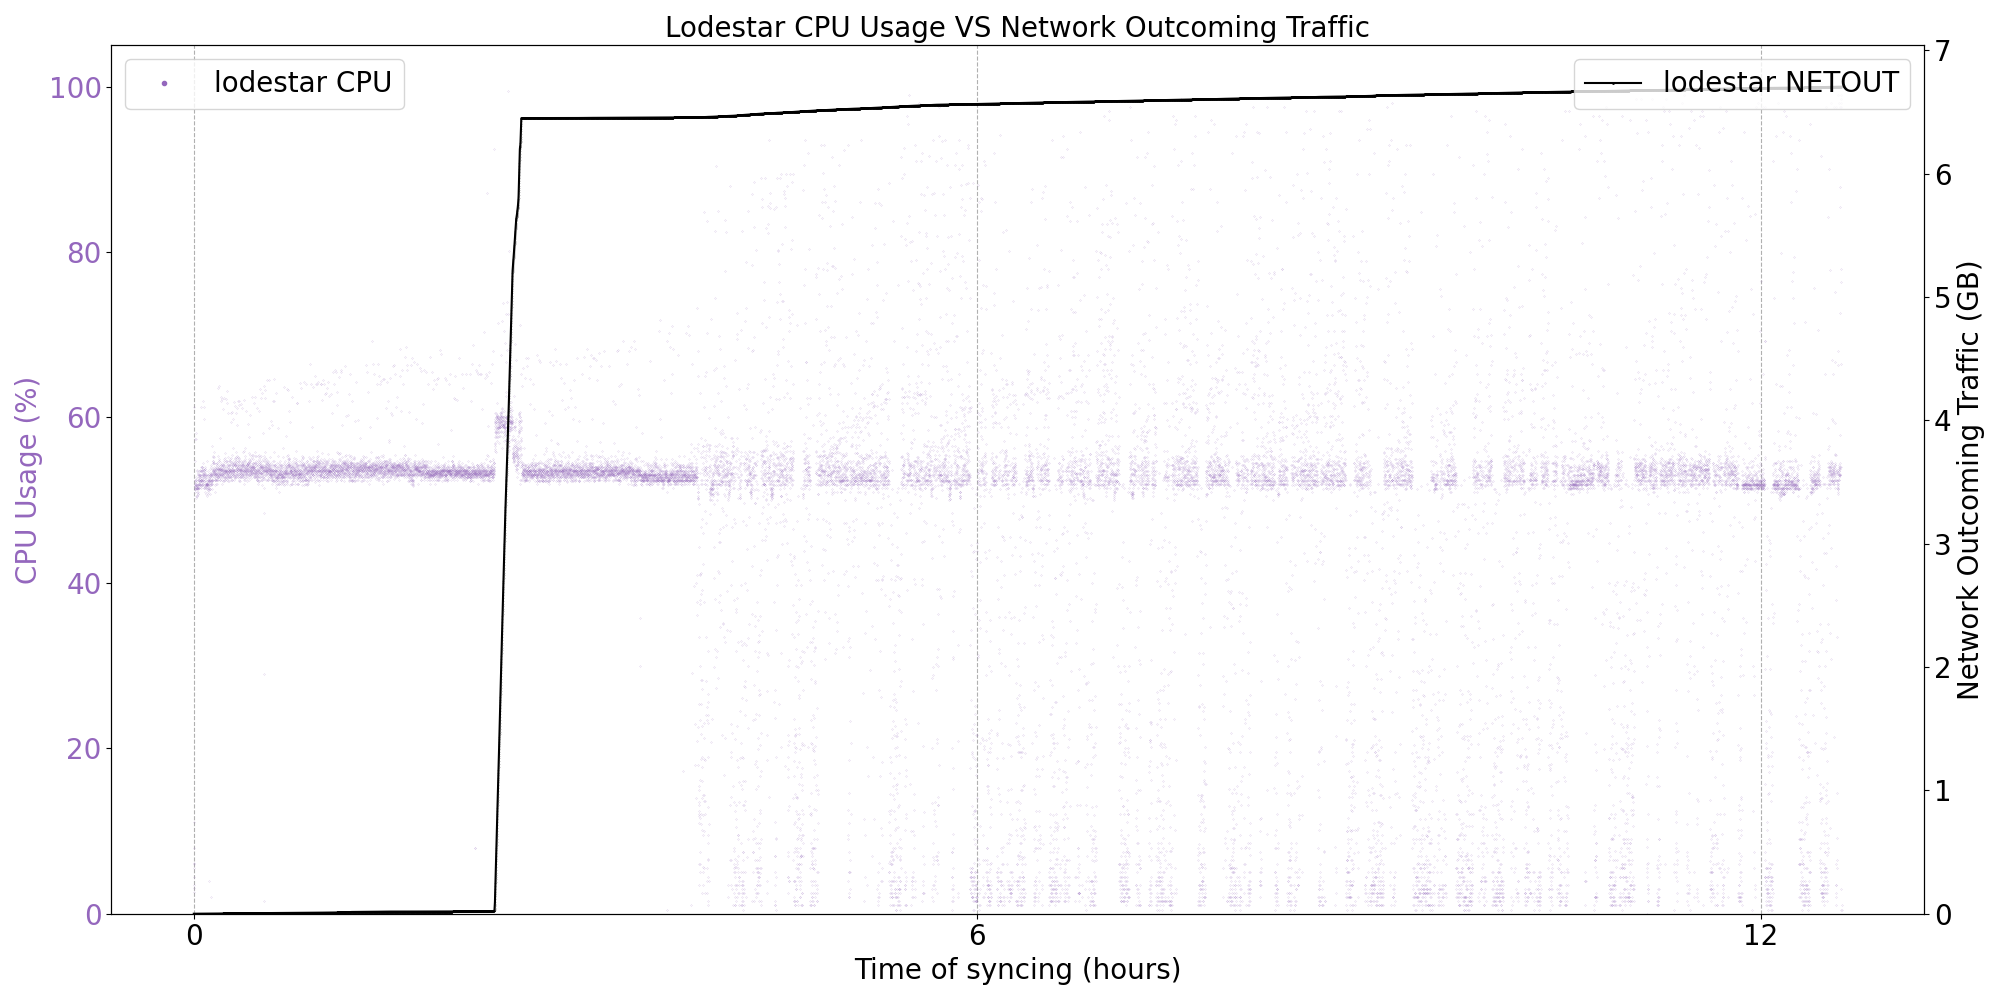 Lodestar CPU Usage VS Network Outcoming Traffic
lodestar CPU
lodestar NETOUT
CPU Usage (%)
100
80
60
40
20
0
7
6
5
4
3
2
1
0
Network Outcoming Traffic (GB)
0 6 12
Time of syncing (hours)